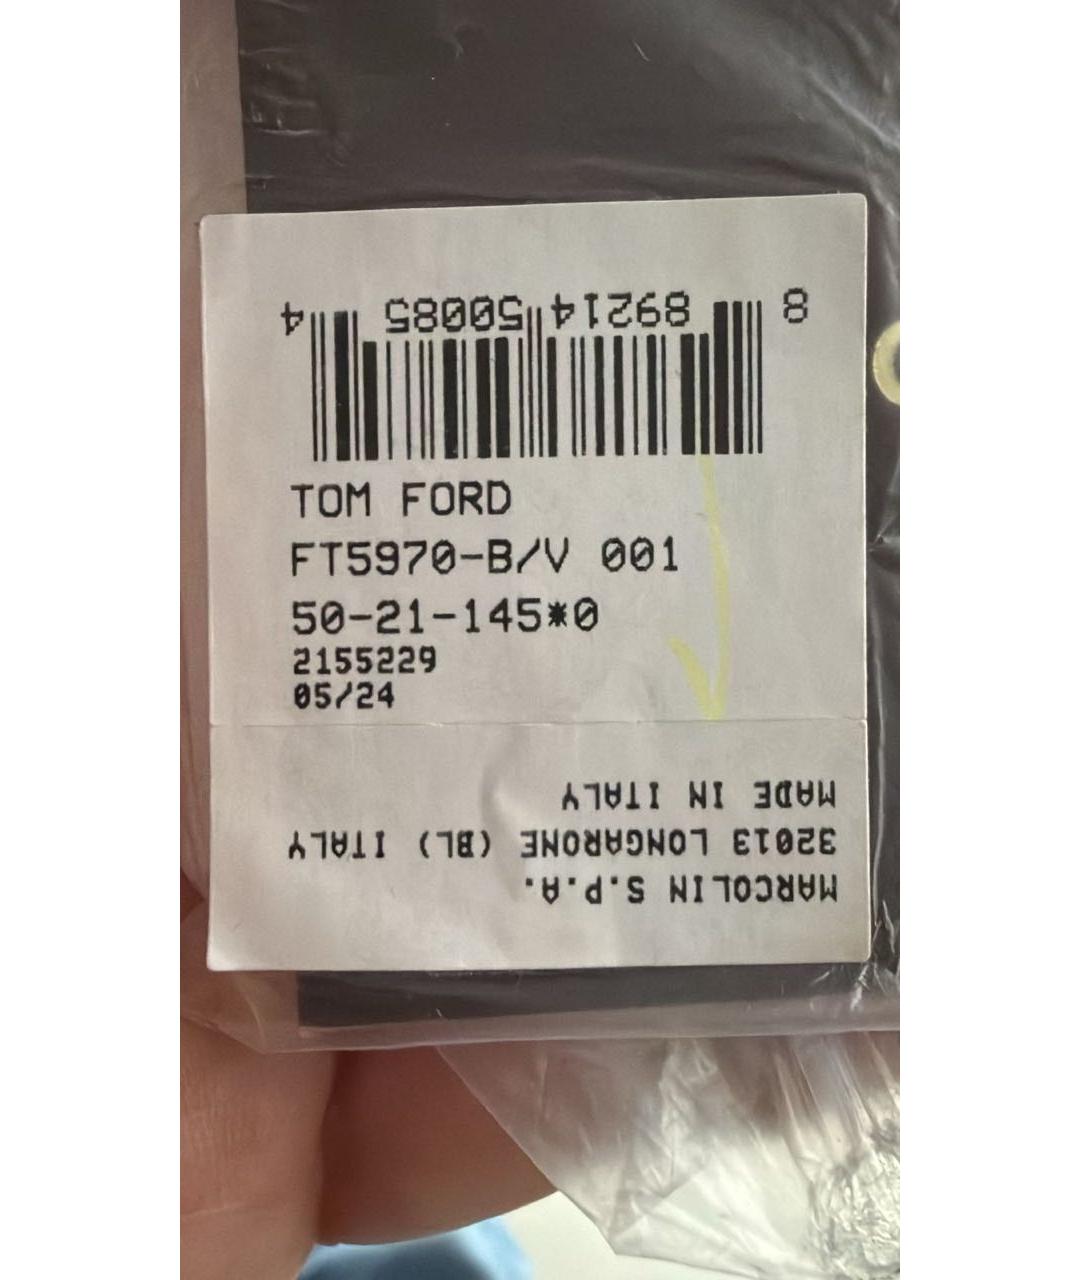 8 89214 50085 4
TOM FORD
FT5970-B/V 001
50-21-145*0
2155229
05/24
MARCOLIN S.P.A.
32013 LONGARONE (BL) ITALY
MADE IN ITALY